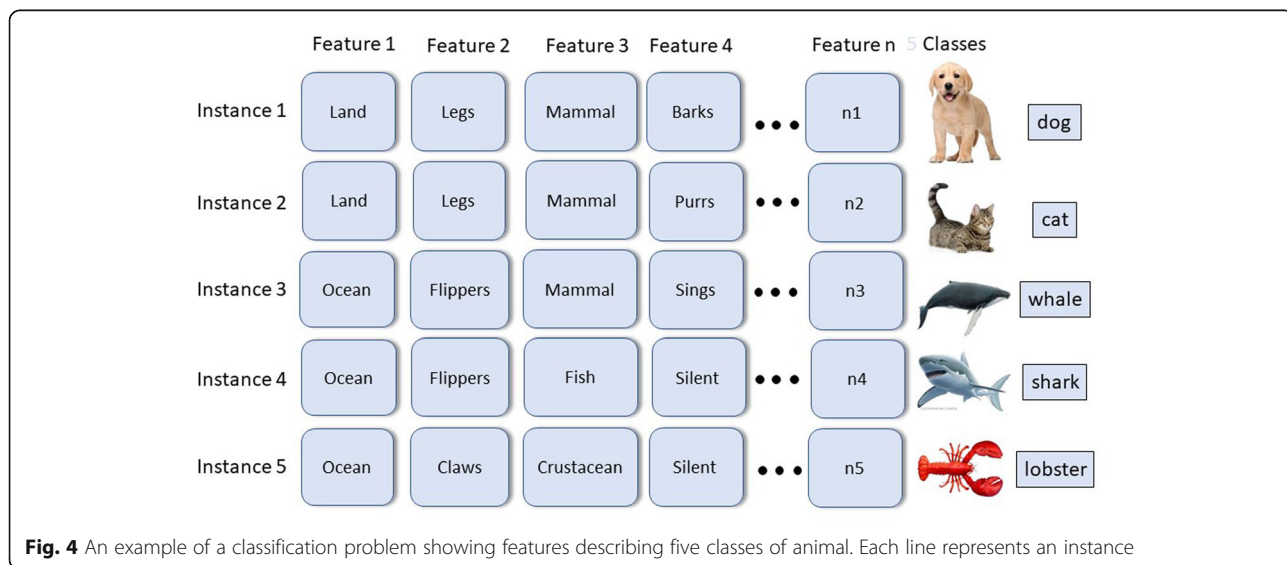 Feature 1 Feature 2 Feature 3 Feature 4 Feature n 5 Classes
Instance 1 Land Legs Mammal Barks ••• n1 dog
Instance 2 Land Legs Mammal Purrs ••• n2 cat
Instance 3 Ocean Flippers Mammal Sings ••• n3 whale
Instance 4 Ocean Flippers Fish Silent ••• n4 shark
Instance 5 Ocean Claws Crustacean Silent ••• n5 lobster
Fig. 4 An example of a classification problem showing features describing five classes of animal. Each line represents an instance